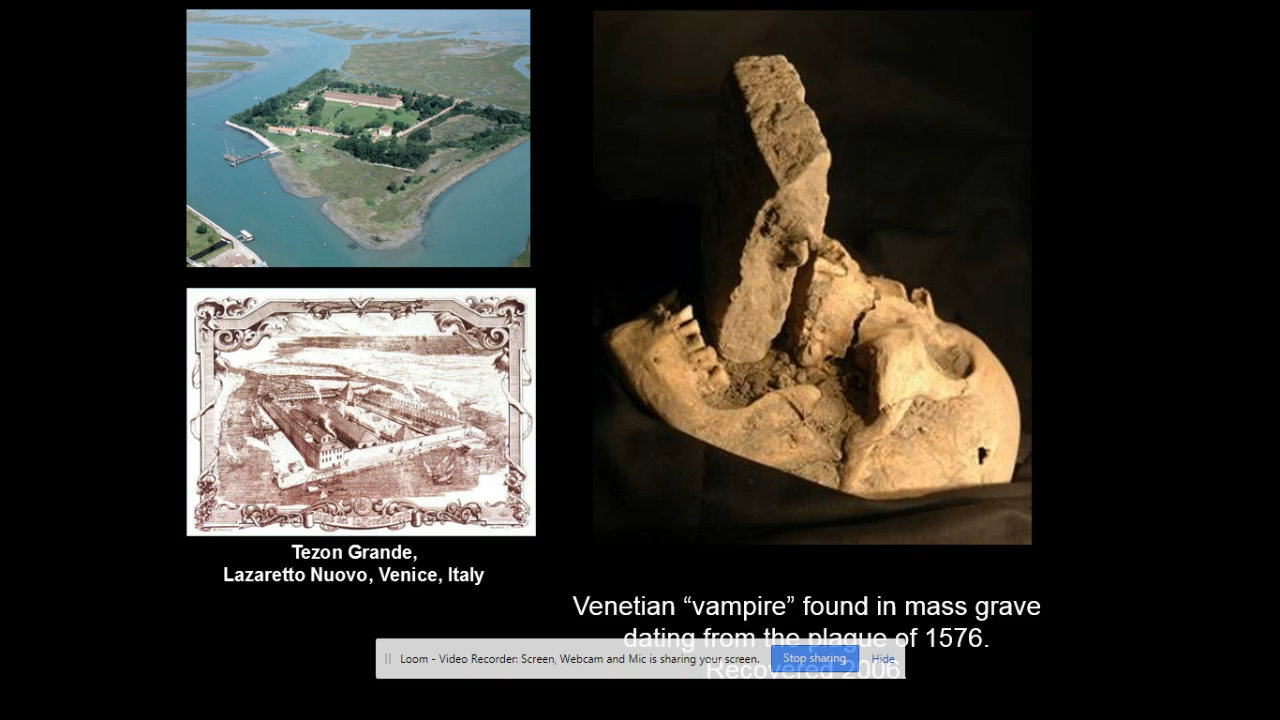 Tezon Grande,
Lazaretto Nuovo, Venice, Italy
Venetian “vampire” found in mass grave
dating from the plague of 1576.
Recovered 2006.
Loom - Video Recorder: Screen, Webcam and Mic is sharing your screen.
Stop sharing
Hide